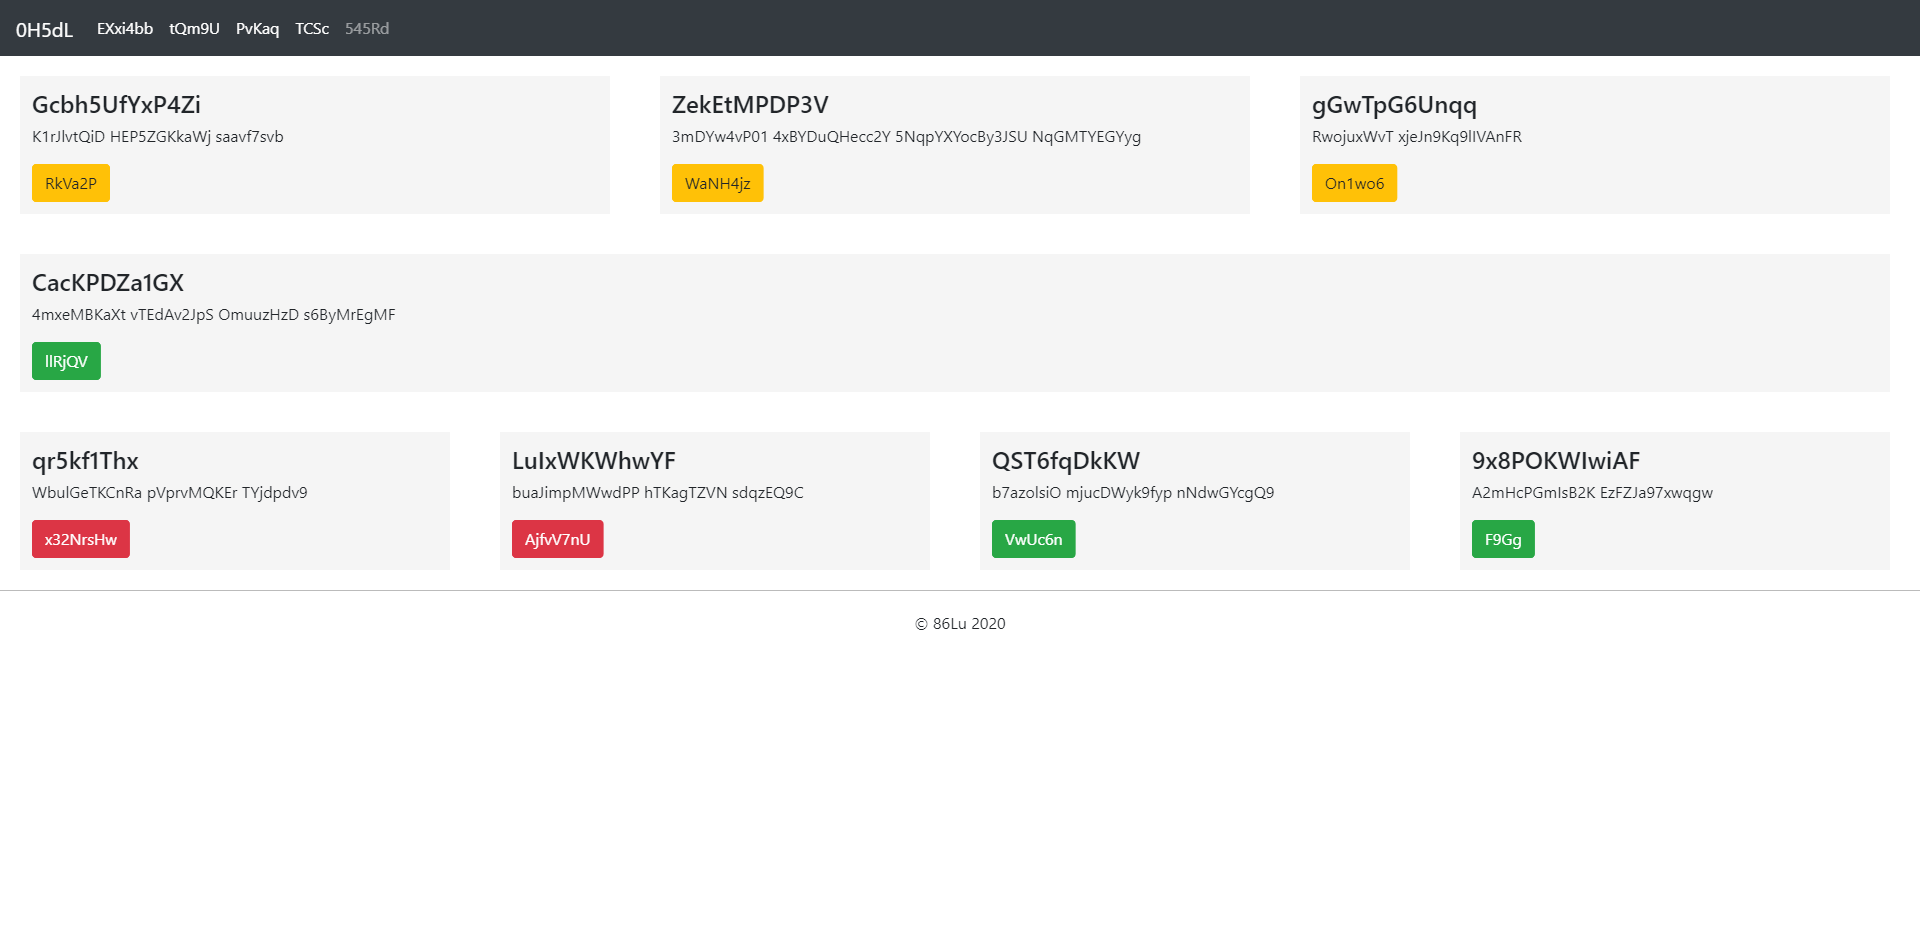 0H5dL EXxi4bb tQm9U PvKaq TCSc 545Rd
Gcbh5UfYxP4Zi
K1rJlvtQiD HEP5ZGKkaWj saavf7svb
RkVa2P
ZekEtMPDP3V
3mDYw4vP01 4xBYDuQHecc2Y 5NqpYXYocBy3JSU NqGMTYEGYyg
WaNH4jz
gGwTpG6Unqq
RwojuxWvT xjeJn9Kq9lIVAnFR
On1wo6
CacKPDZa1GX
4mxeMBKaXt vTEdAv2JpS OmuuzHzD s6ByMrEgMF
llRjQV
qr5kf1Thx
WbulGeTKCnRa pVprvMQKEr TYjdpdv9
x32NrsHw
LuIxWKWhwYF
buaJimpMWwdPP hTKagTZVN sdqzEQ9C
AjfvV7nU
QST6fqDkKW
b7azolsiO mjucDWyk9fyp nNdwGYcgQ9
VwUc6n
9x8POKWIwiAF
A2mHcPGmIsB2K EzFZJa97xwqgw
F9Gg
© 86Lu 2020